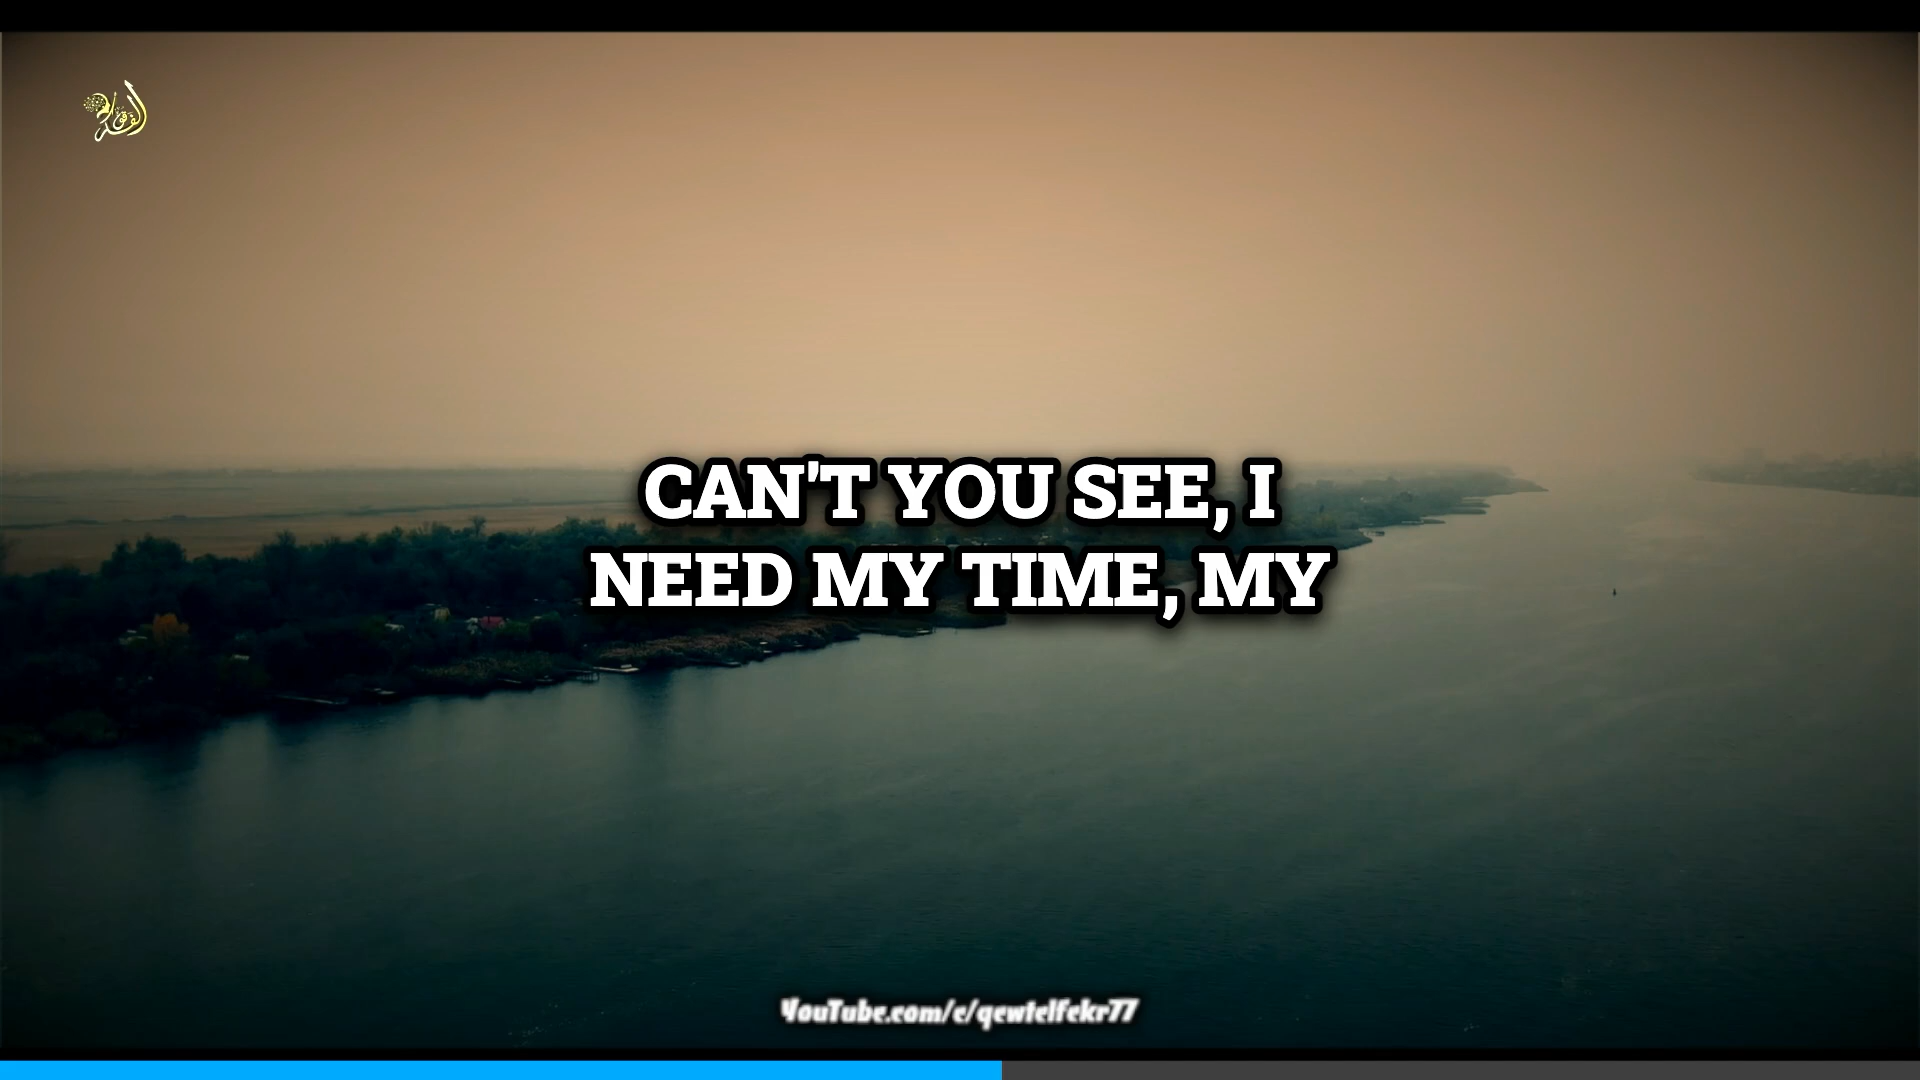 CAN'T YOU SEE, I
NEED MY TIME, MY
YouTube.com/c/qewtelfekr77